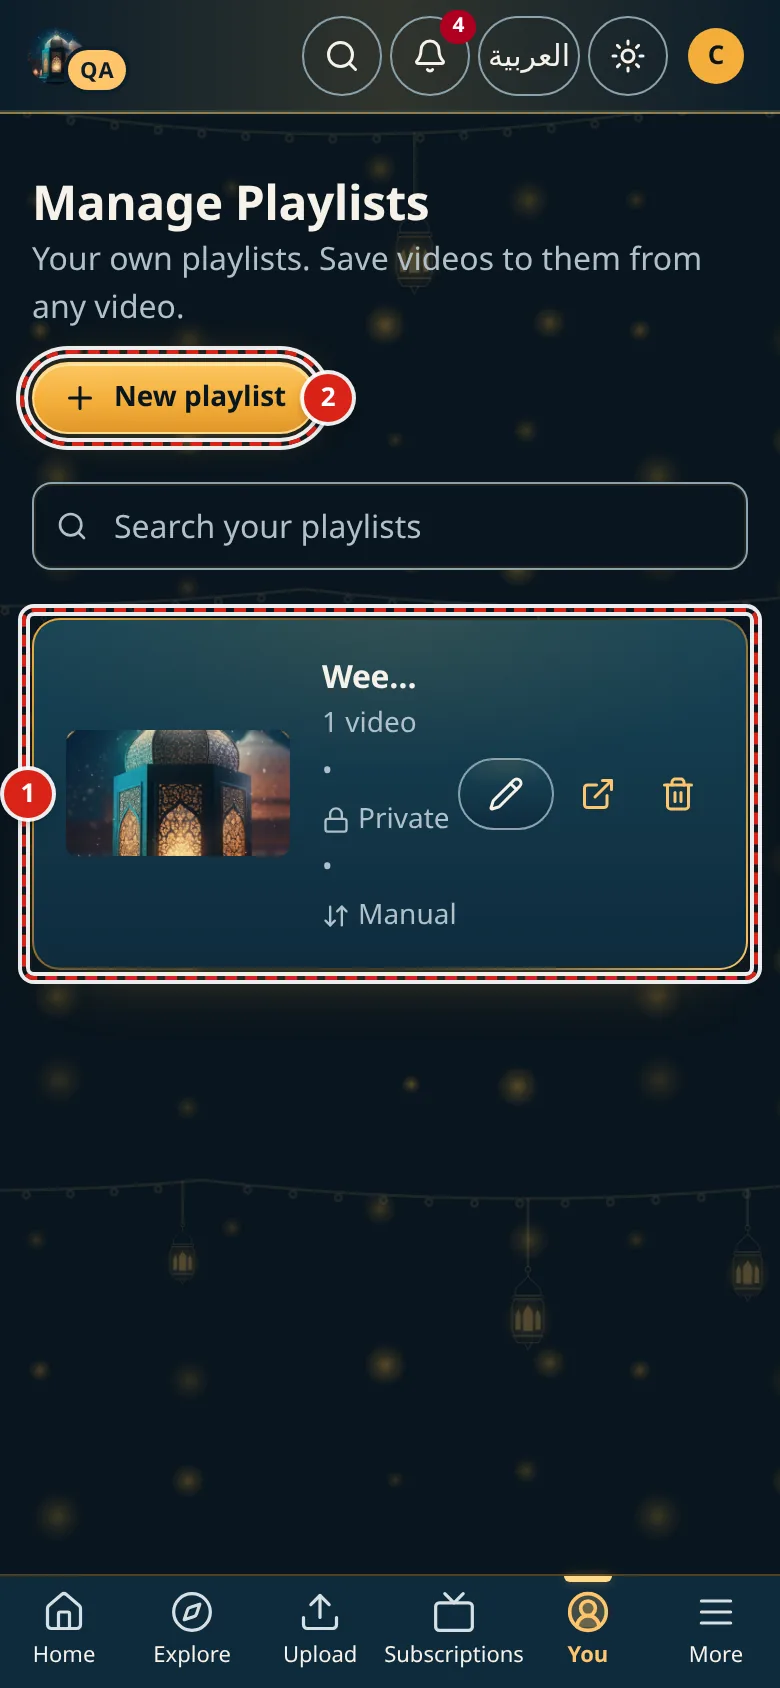 QA
4
العربية
C
Manage Playlists
Your own playlists. Save videos to them from
any video.
New playlist
2
Search your playlists
1
Wee...
1 video
•
Private
•
Manual
Home
Explore
Upload
Subscriptions
You
More